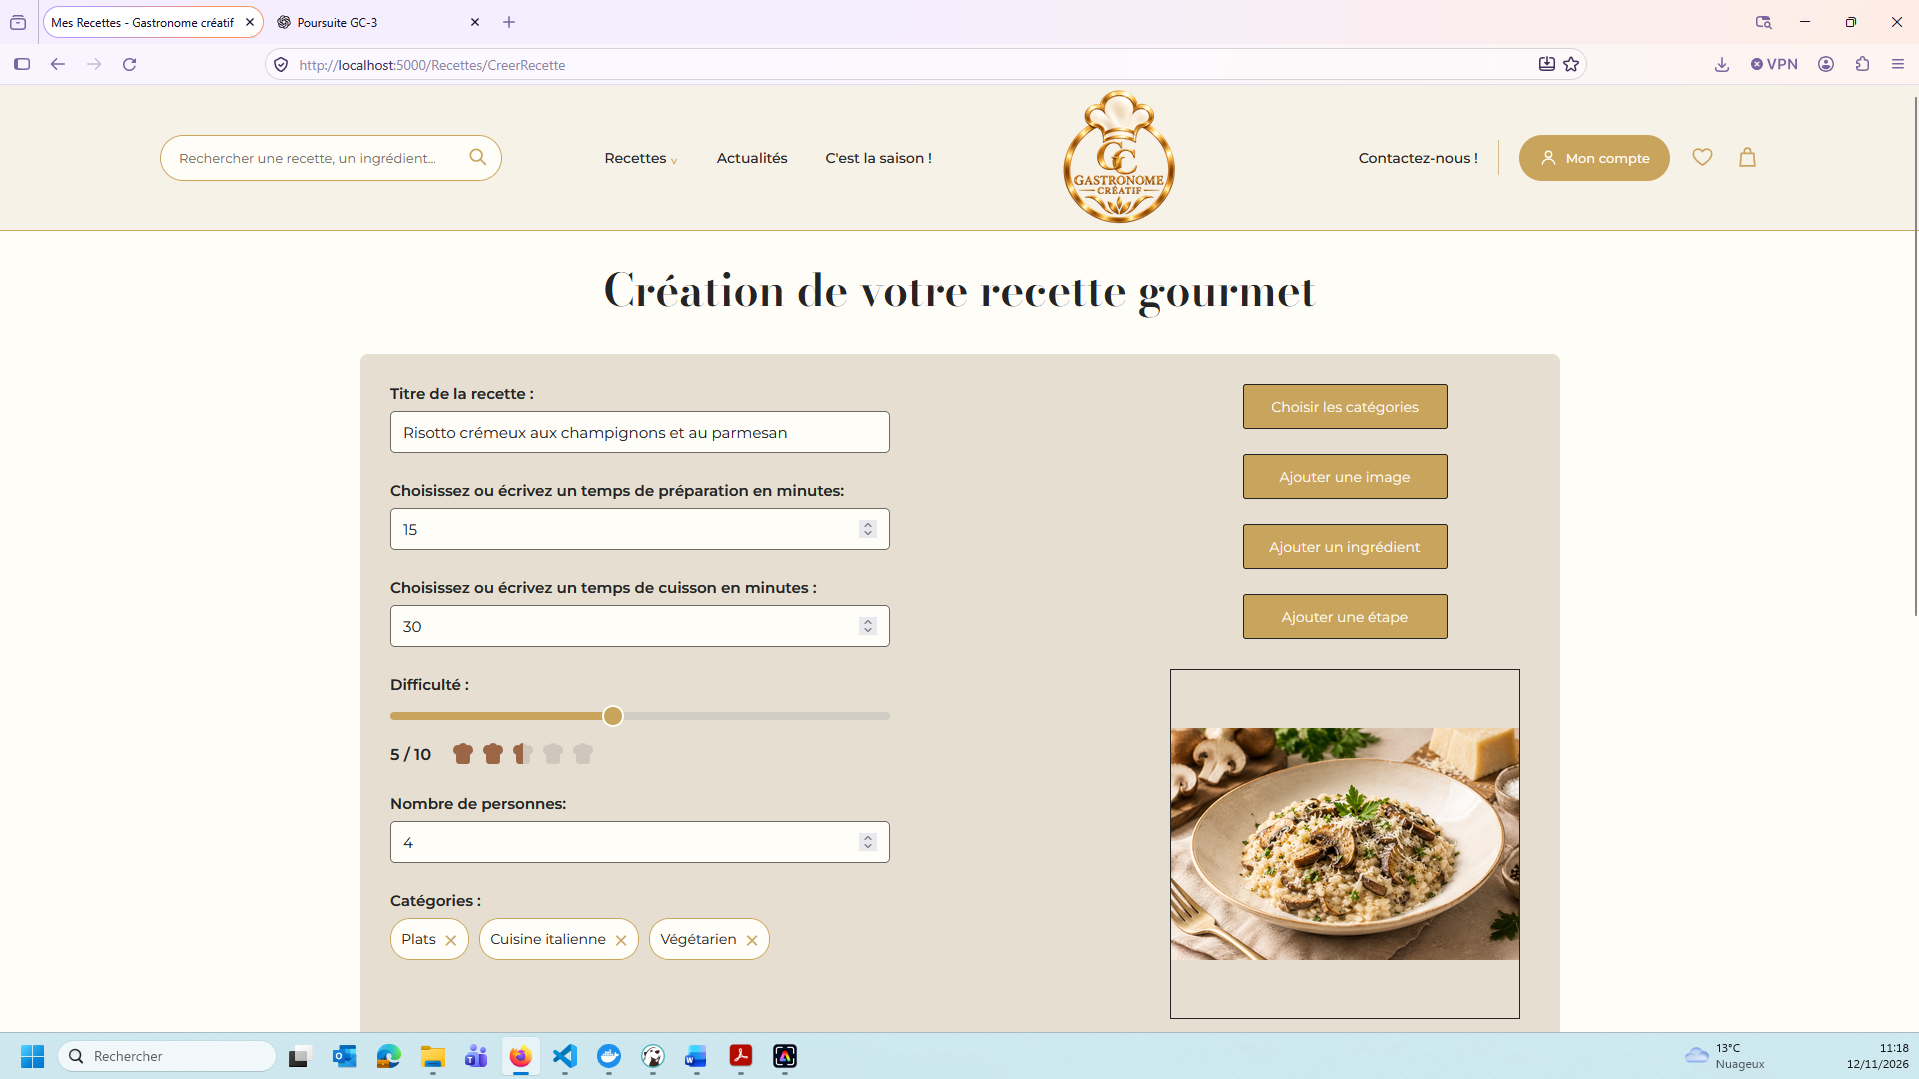 Mes Recettes - Gastronome créatif
Poursuite GC-3
http://localhost:5000/Recettes/CreerRecette
VPN
Rechercher une recette, un ingrédient...
Recettes
Actualités
C'est la saison !
GC
GASTRONOME
CRÉATIF
Contactez-nous !
Mon compte
Création de votre recette gourmet
Titre de la recette :
Risotto crémeux aux champignons et au parmesan
Choisissez ou écrivez un temps de préparation en minutes:
15
Choisissez ou écrivez un temps de cuisson en minutes :
30
Difficulté :
5 / 10
Nombre de personnes:
4
Catégories :
Plats
Cuisine italienne
Végétarien
Choisir les catégories
Ajouter une image
Ajouter un ingrédient
Ajouter une étape
Rechercher
13°C
Nuageux
11:18
12/11/2026